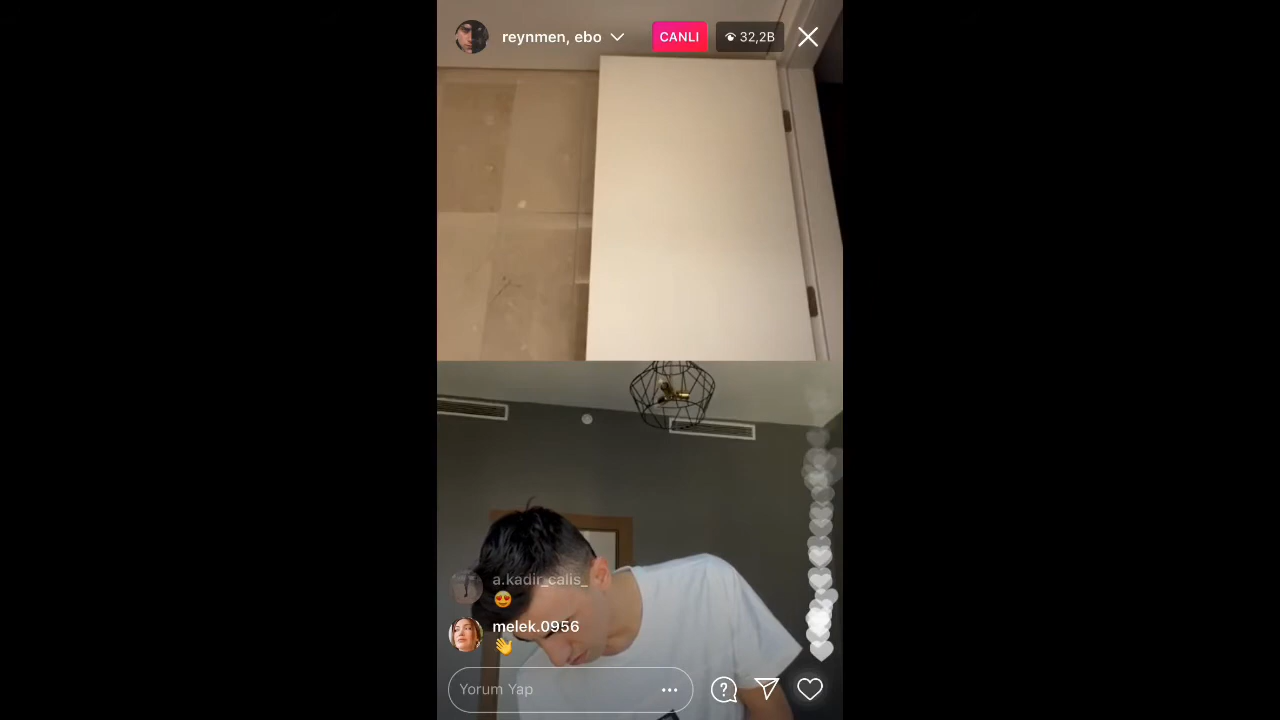 reynmen, ebo
CANLI
32,2B
a.kadir_calis_
😍
melek.0956
👋
Yorum Yap